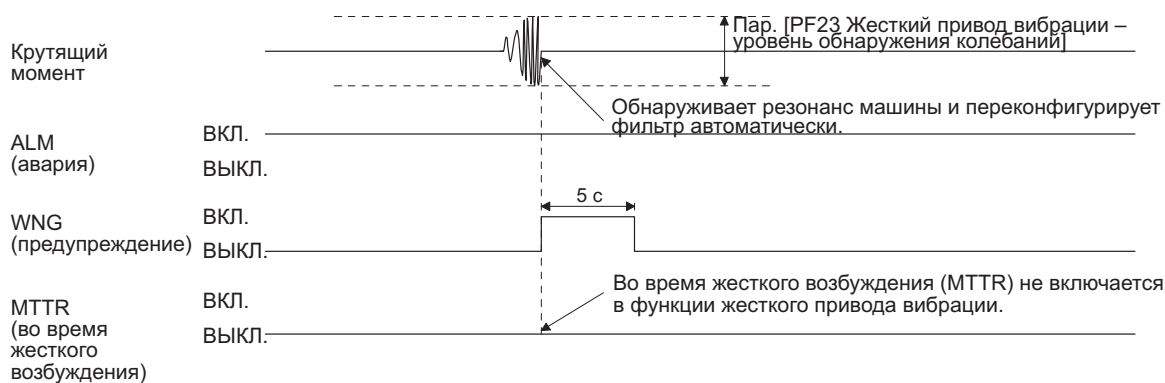 Пар. [PF23 Жесткий привод вибрации –
уровень обнаружения колебаний]
Крутящий
момент
Обнаруживает резонанс машины и переконфигурирует
фильтр автоматически.
ALM
(авария)
ВКЛ.
ВЫКЛ.
5 с
WNG
(предупреждение)
ВКЛ.
ВЫКЛ.
Во время жесткого возбуждения (MTTR) не включается
в функции жесткого привода вибрации.
MTTR
(во время
жесткого
возбуждения)
ВКЛ.
ВЫКЛ.